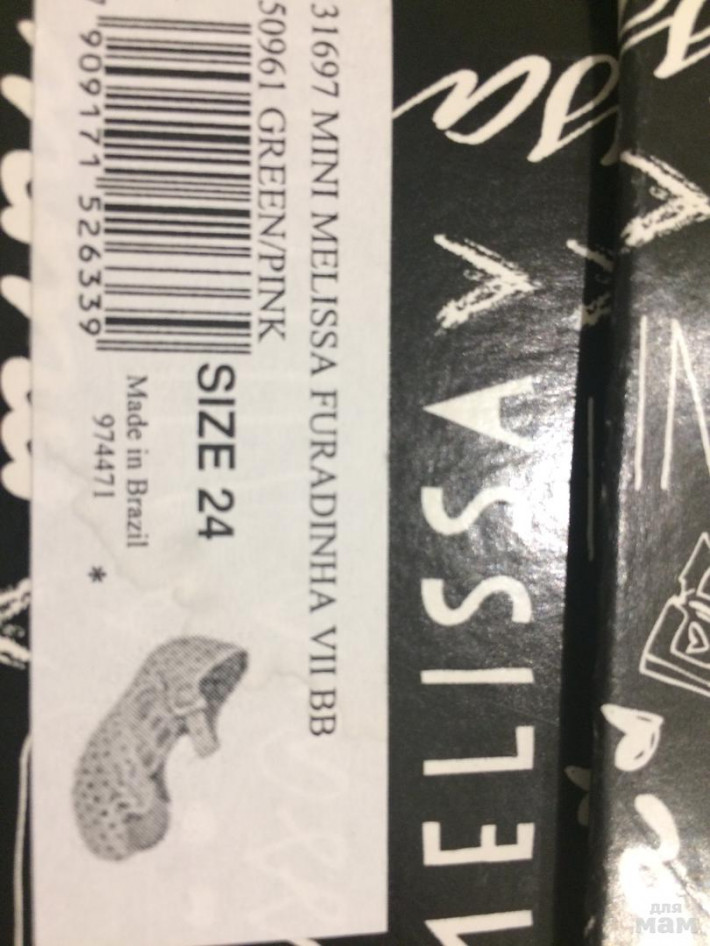 31697 MINI MELISSA FURADINHA VII BB
50961 GREEN/PINK
7 909171 526339
SIZE 24
Made in Brazil
974471 *
MELISSA
для
мам